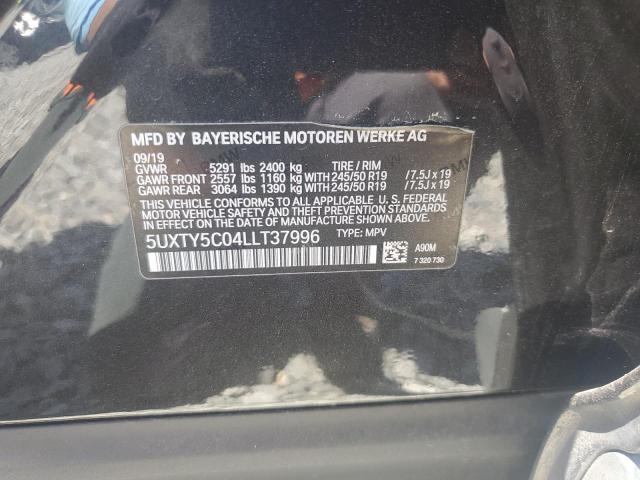 MFD BY BAYERISCHE MOTOREN WERKE AG
09/19
GVWR 5291 lbs 2400 kg TIRE / RIM
GAWR FRONT 2557 lbs 1160 kg WITH 245/50 R19 / 7.5J x 19
GAWR REAR 3064 lbs 1390 kg WITH 245/50 R19 / 7.5J x 19
THIS VEHICLE CONFORMS TO ALL APPLICABLE U. S. FEDERAL
MOTOR VEHICLE SAFETY, BUMPER, AND THEFT PREVENTION STANDARDS
IN EFFECT ON THE DATE OF MANUFACTURE SHOWN ABOVE.
5UXTY5C04LLT37996 TYPE: MPV
A90M
7 320 730